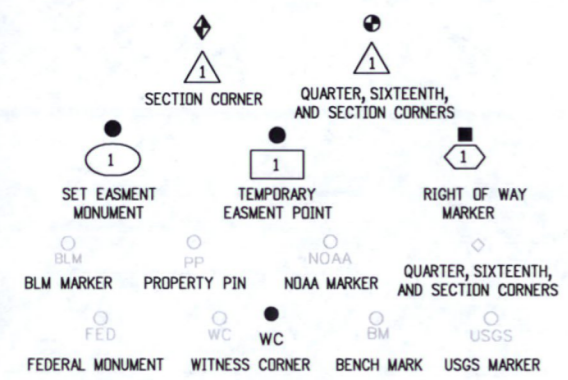 1
1
SECTION CORNER
QUARTER, SIXTEENTH,
AND SECTION CORNERS
1
1
1
SET EASMENT
MONUMENT
TEMPORARY
EASMENT POINT
RIGHT OF WAY
MARKER
BLM
PP
NOAA
BLM MARKER
PROPERTY PIN
NOAA MARKER
QUARTER, SIXTEENTH,
AND SECTION CORNERS
FED
WC
WC
BM
USGS
FEDERAL MONUMENT
WITNESS CORNER
BENCH MARK
USGS MARKER